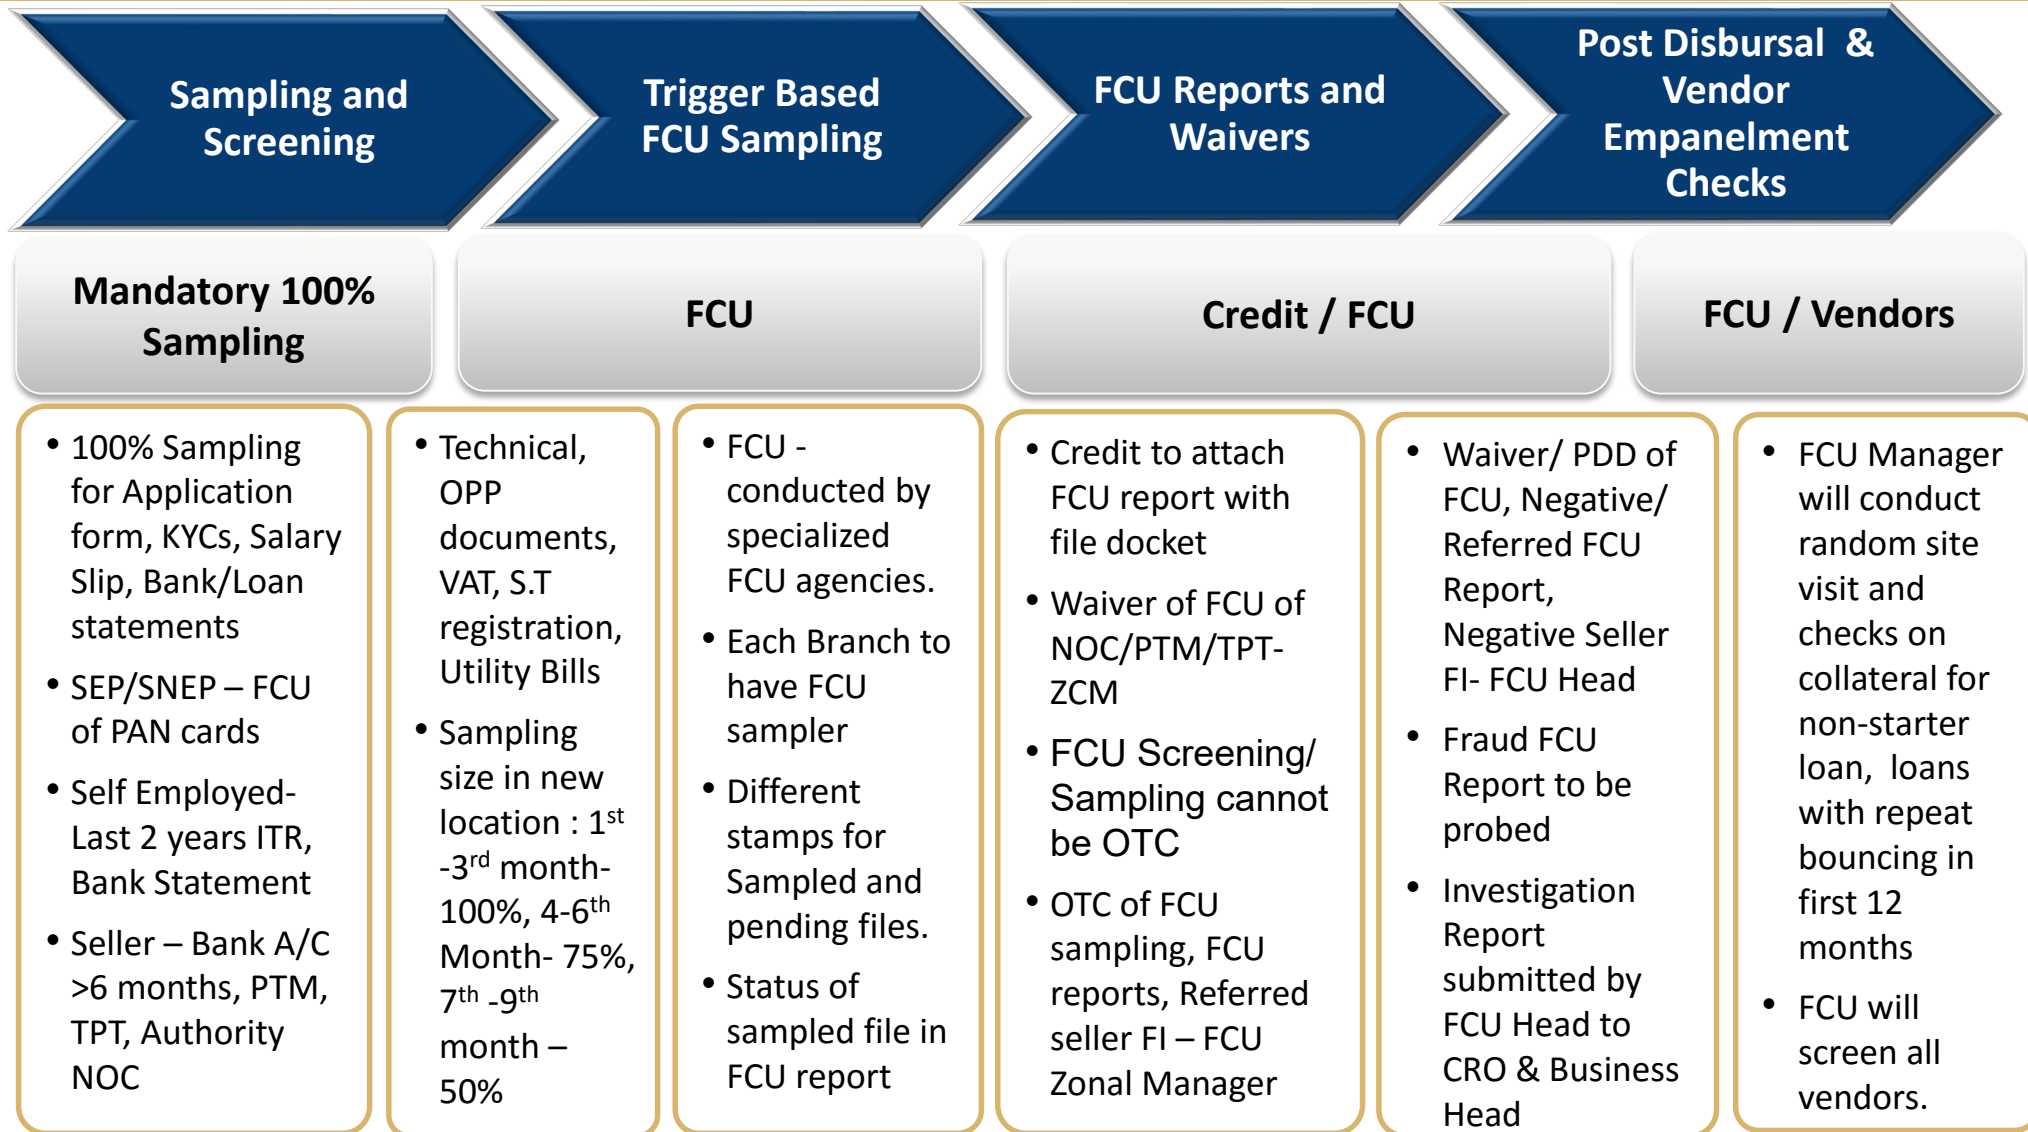 Sampling and
Screening
Trigger Based
FCU Sampling
FCU Reports and
Waivers
Post Disbursal &
Vendor
Empanelment
Checks
Mandatory 100%
Sampling
FCU
Credit / FCU
FCU / Vendors
• 100% Sampling
for Application
form, KYCs, Salary
Slip, Bank/Loan
statements
• SEP/SNEP – FCU
of PAN cards
• Self Employed-
Last 2 years ITR,
Bank Statement
• Seller – Bank A/C
>6 months, PTM,
TPT, Authority
NOC
• Technical,
OPP
documents,
VAT, S.T
registration,
Utility Bills
• Sampling
size in new
location : 1st
-3rd month-
100%, 4-6th
Month- 75%,
7th -9th
month –
50%
• FCU -
conducted by
specialized
FCU agencies.
• Each Branch to
have FCU
sampler
• Different
stamps for
Sampled and
pending files.
• Status of
sampled file in
FCU report
• Credit to attach
FCU report with
file docket
• Waiver of FCU of
NOC/PTM/TPT-
ZCM
• FCU Screening/
Sampling cannot
be OTC
• OTC of FCU
sampling, FCU
reports, Referred
seller FI – FCU
Zonal Manager
• Waiver/ PDD of
FCU, Negative/
Referred FCU
Report,
Negative Seller
FI- FCU Head
• Fraud FCU
Report to be
probed
• Investigation
Report
submitted by
FCU Head to
CRO & Business
Head
• FCU Manager
will conduct
random site
visit and
checks on
collateral for
non-starter
loan, loans
with repeat
bouncing in
first 12
months
• FCU will
screen all
vendors.